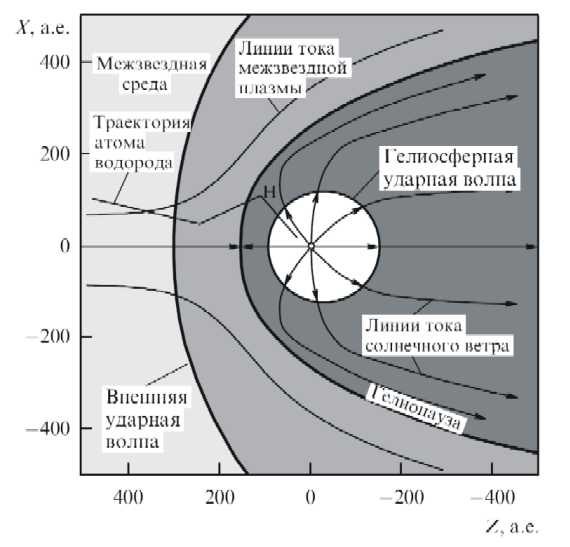 X, а.е.
400
200
0
−200
−400
Межзвездная
среда
Линии тока
межзвездной
плазмы
Траектория
атома
водорода
H
Гелиосферная
ударная волна
Линии тока
солнечного ветра
Гелиопауза
Внешняя
ударная
волна
400
200
0
−200
−400
Z, а.е.